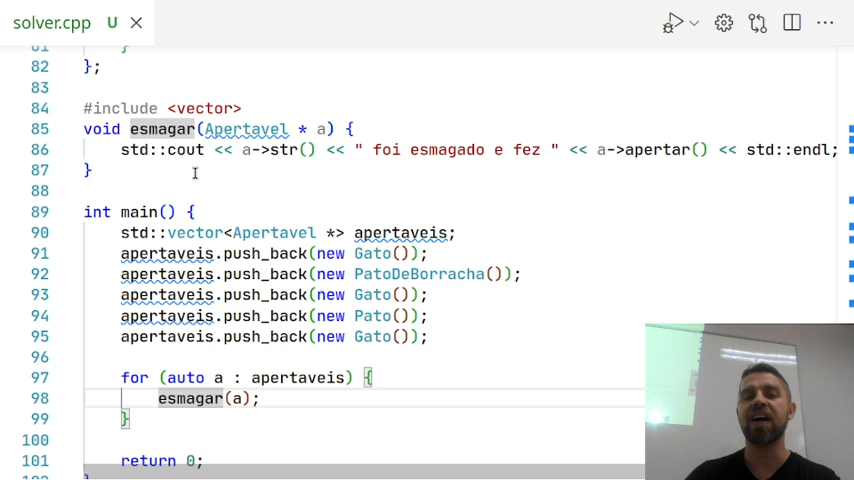 solver.cpp U
81 }
82 };
83
84 #include <vector>
85 void esmagar(Apertavel * a) {
86 std::cout << a->str() << " foi esmagado e fez " << a->apertar() << std::endl;
87 }
88
89 int main() {
90 std::vector<Apertavel *> apertaveis;
91 apertaveis.push_back(new Gato());
92 apertaveis.push_back(new PatoDeBorracha());
93 apertaveis.push_back(new Gato());
94 apertaveis.push_back(new Pato());
95 apertaveis.push_back(new Gato());
96
97 for (auto a : apertaveis) {
98 esmagar(a);
99 }
100
101 return 0;